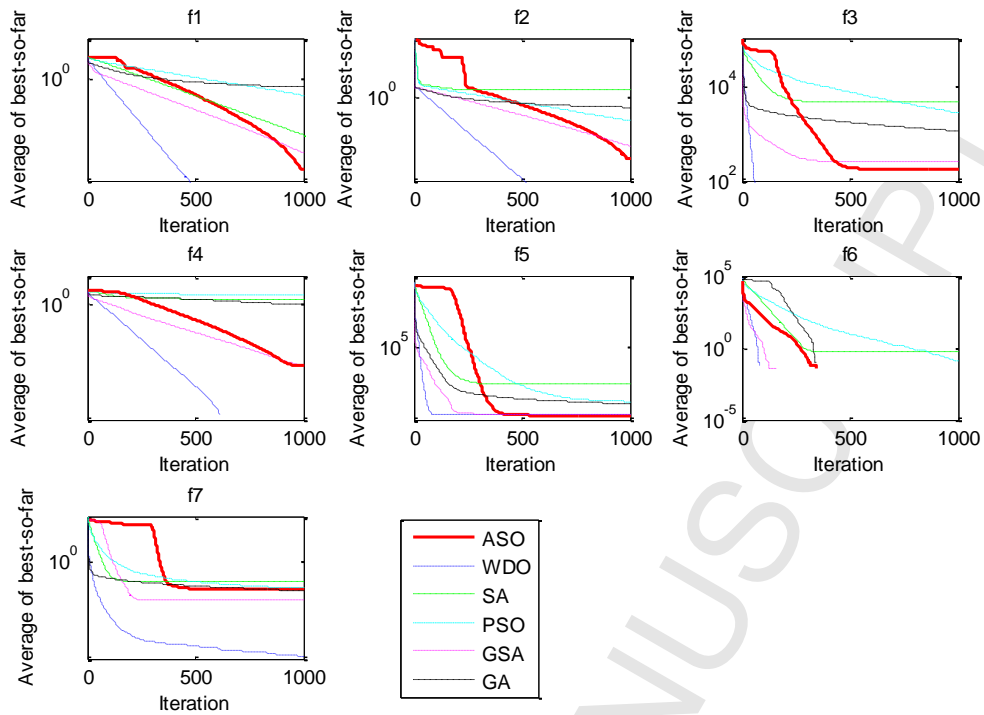 f1
f2
f3
Average of best-so-far
10^0
0
500
1000
Iteration
Average of best-so-far
10^0
0
500
1000
Iteration
Average of best-so-far
10^4
10^2
0
500
1000
Iteration
f4
f5
f6
Average of best-so-far
10^0
0
500
1000
Iteration
Average of best-so-far
10^5
0
500
1000
Iteration
Average of best-so-far
10^5
10^0
10^-5
0
500
1000
Iteration
f7
Average of best-so-far
10^0
0
500
1000
Iteration
ASO
WDO
SA
PSO
GSA
GA
NUSCRIPT